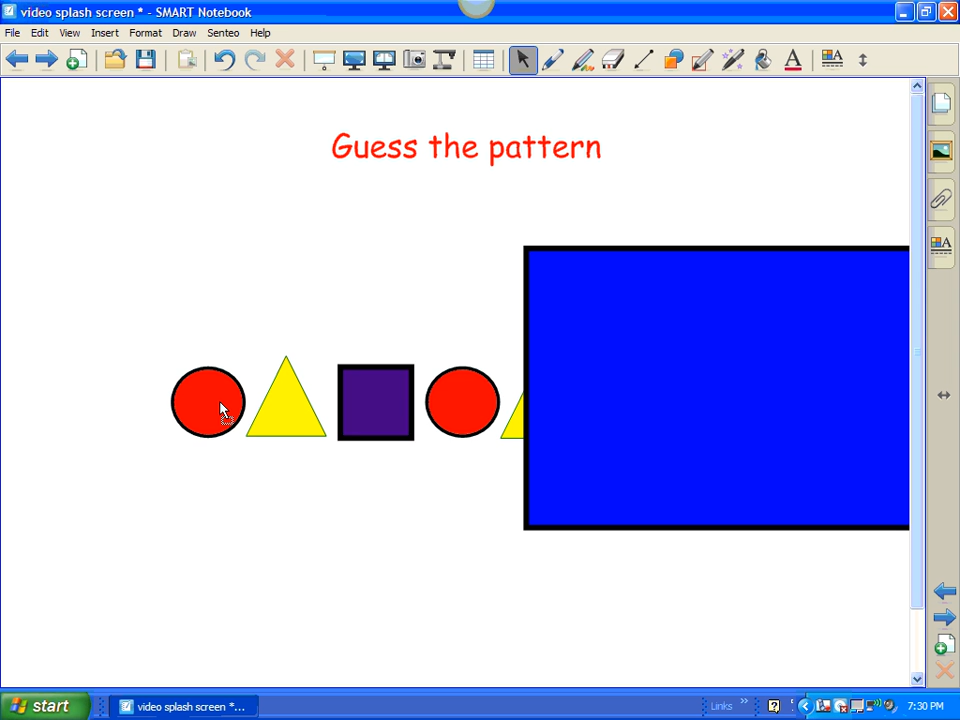 video splash screen * - SMART Notebook
File Edit View Insert Format Draw Senteo Help
Guess the pattern
start
video splash screen *...
Links
7:30 PM